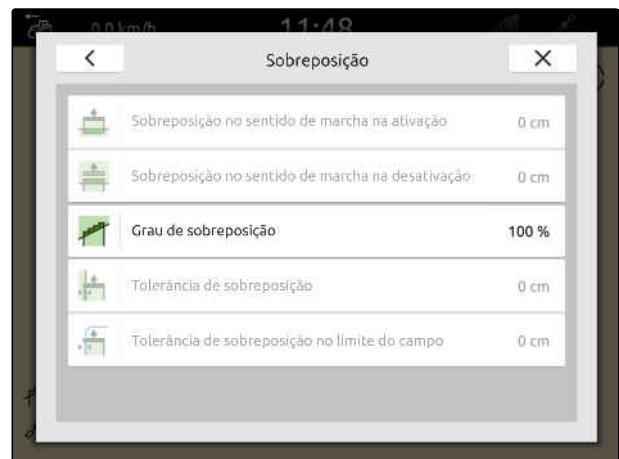 0.0 km/h
11:48
Sobreposição
Sobreposição no sentido de marcha na ativação 0 cm
Sobreposição no sentido de marcha na desativação 0 cm
Grau de sobreposição 100 %
Tolerância de sobreposição 0 cm
Tolerância de sobreposição no limite do campo 0 cm